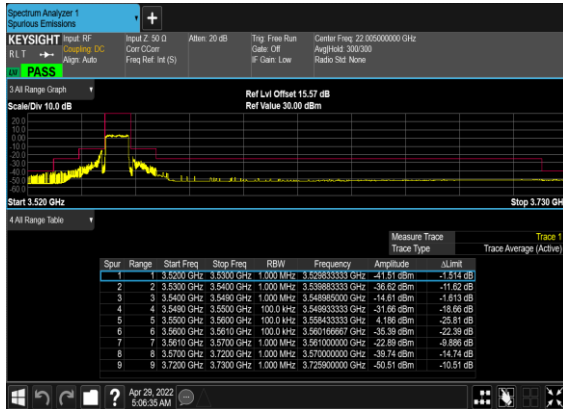 Spectrum Analyzer 1
Spurious Emissions
+
KEYSIGHT Input: RF Input Z: 50 Ω Atten: 20 dB Trig: Free Run Center Freq: 22.005000000 GHz
RLT Coupling: DC Corr CCorr Gate: Off Avg|Hold: 300/300
Align: Auto Freq Ref: Int (S) IF Gain: Low Radio Std: None
PASS
3 All Range Graph
Ref Lvl Offset 15.57 dB
Scale/Div 10.0 dB Ref Value 30.00 dBm
20.0
10.0
0.00
-10.0
-20.0
-30.0
-40.0
-50.0
-60.0
Start 3.520 GHz Stop 3.730 GH
4 All Range Table
Measure Trace Trace 1
Trace Type Trace Average (Active)
Spur Range Start Freq Stop Freq RBW Frequency Amplitude ΔLimit
1 1 3.5200 GHz 3.5300 GHz 1.000 MHz 3.529833333 GHz -41.51 dBm -1.514 dB
2 2 3.5300 GHz 3.5400 GHz 1.000 MHz 3.539883333 GHz -36.62 dBm -11.62 dB
3 3 3.5400 GHz 3.5490 GHz 1.000 MHz 3.548985000 GHz -14.61 dBm -1.613 dB
4 4 3.5490 GHz 3.5500 GHz 100.0 kHz 3.549933333 GHz -31.66 dBm -18.66 dB
5 5 3.5500 GHz 3.5600 GHz 100.0 kHz 3.558433333 GHz 4.186 dBm -25.81 dB
6 6 3.5600 GHz 3.5610 GHz 100.0 kHz 3.560166667 GHz -35.39 dBm -22.39 dB
7 7 3.5610 GHz 3.5700 GHz 1.000 MHz 3.561000000 GHz -22.89 dBm -9.886 dB
8 8 3.5700 GHz 3.7200 GHz 1.000 MHz 3.570000000 GHz -39.74 dBm -14.74 dB
9 9 3.7200 GHz 3.7300 GHz 1.000 MHz 3.725900000 GHz -50.51 dBm -10.51 dB
? Apr 29, 2022
5:06:35 AM